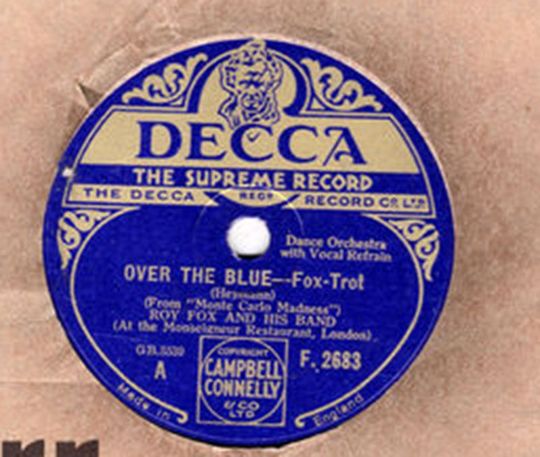 DECCA
THE SUPREME RECORD
THE DECCA REGD RECORD CO. LTD.
Dance Orchestra
with Vocal Refrain
OVER THE BLUE—Fox-Trot
(Heymann)
(From "Monte Carlo Madness")
ROY FOX AND HIS BAND
(At the Monseigneur Restaurant, London)
GB.3539
A
F. 2683
COPYRIGHT
CAMPBELL
CONNELLY
& CO
LTD
Made in England
rr